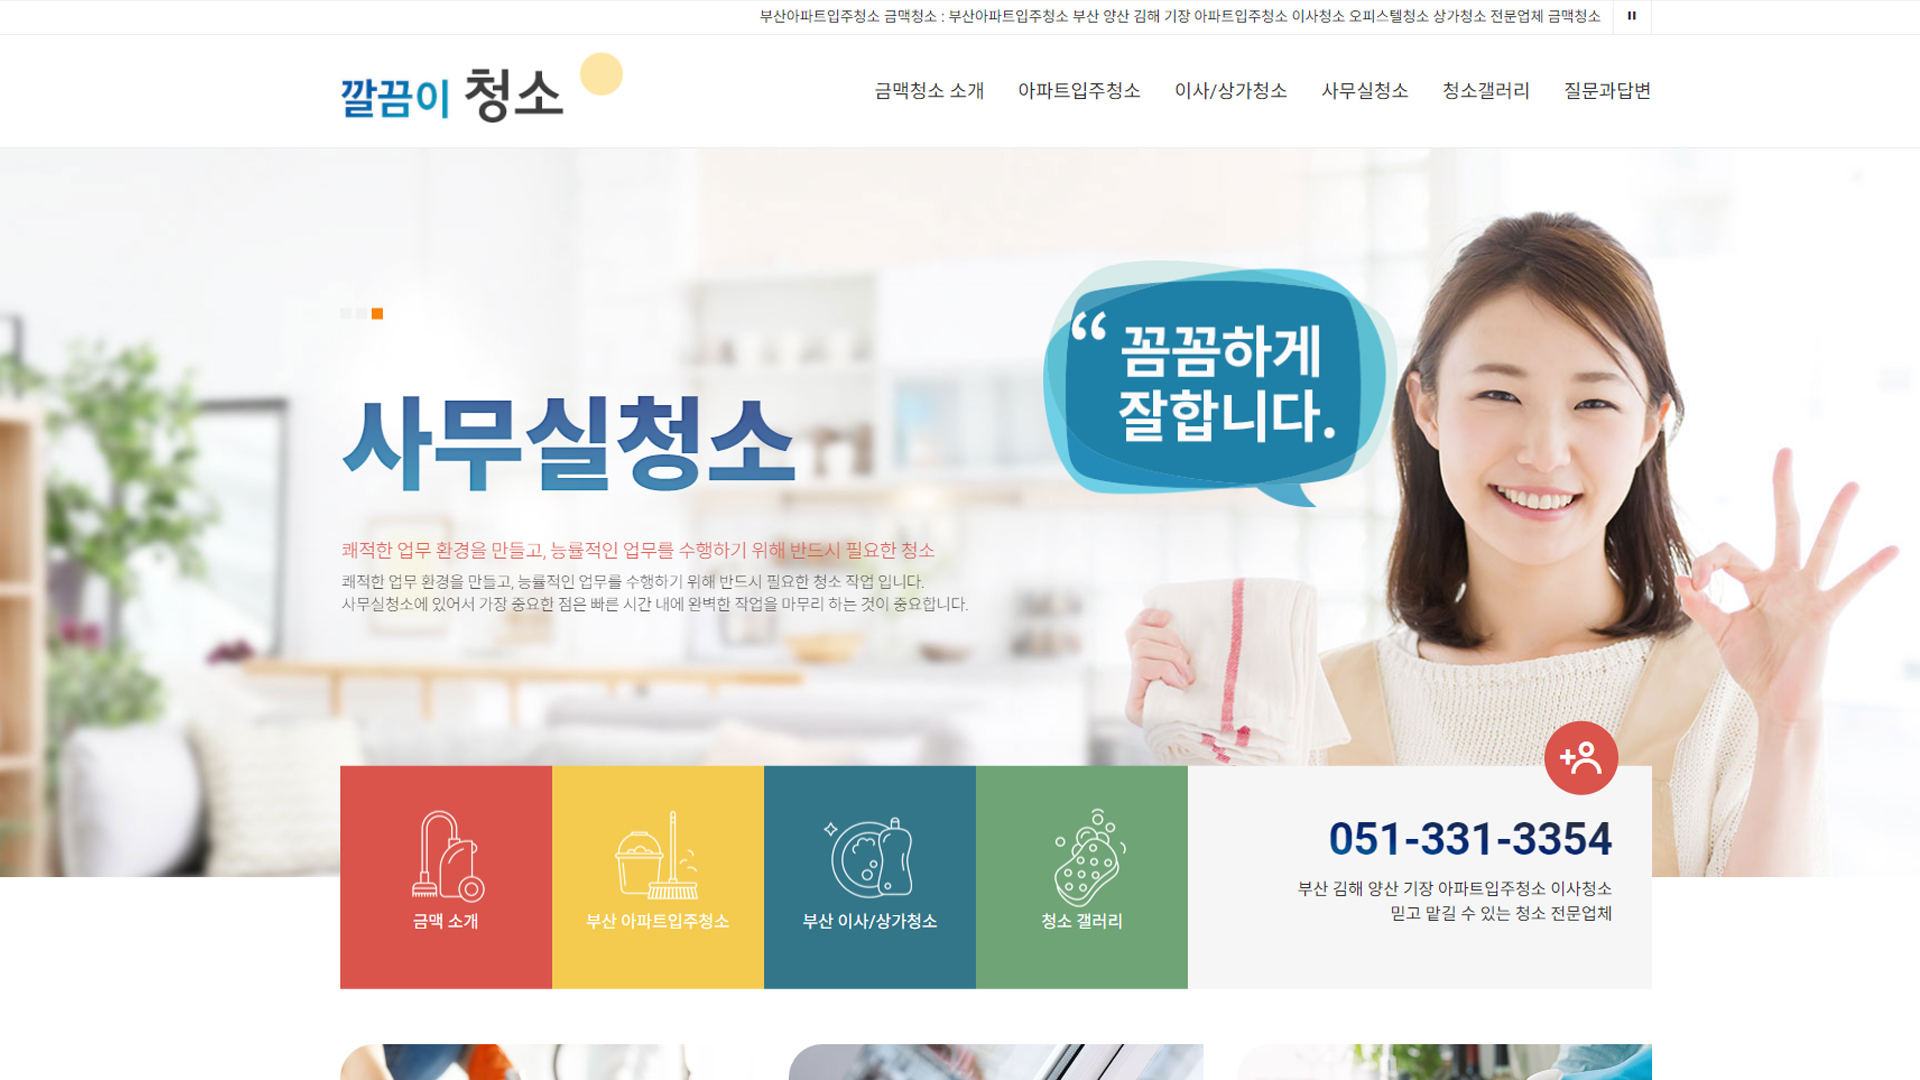 부산아파트입주청소 금맥청소 : 부산아파트입주청소 부산 양산 김해 기장 아파트입주청소 이사청소 오피스텔청소 상가청소 전문업체 금맥청소
깔끔이 청소
금맥청소 소개
아파트입주청소
이사/상가청소
사무실청소
청소갤러리
질문과답변
“ 꼼꼼하게
잘합니다.
사무실청소
쾌적한 업무 환경을 만들고, 능률적인 업무를 수행하기 위해 반드시 필요한 청소
쾌적한 업무 환경을 만들고, 능률적인 업무를 수행하기 위해 반드시 필요한 청소 작업 입니다.
사무실청소에 있어서 가장 중요한 점은 빠른 시간 내에 완벽한 작업을 마무리 하는 것이 중요합니다.
금맥 소개
부산 아파트입주청소
부산 이사/상가청소
청소 갤러리
051-331-3354
부산 김해 양산 기장 아파트입주청소 이사청소
믿고 맡길 수 있는 청소 전문업체